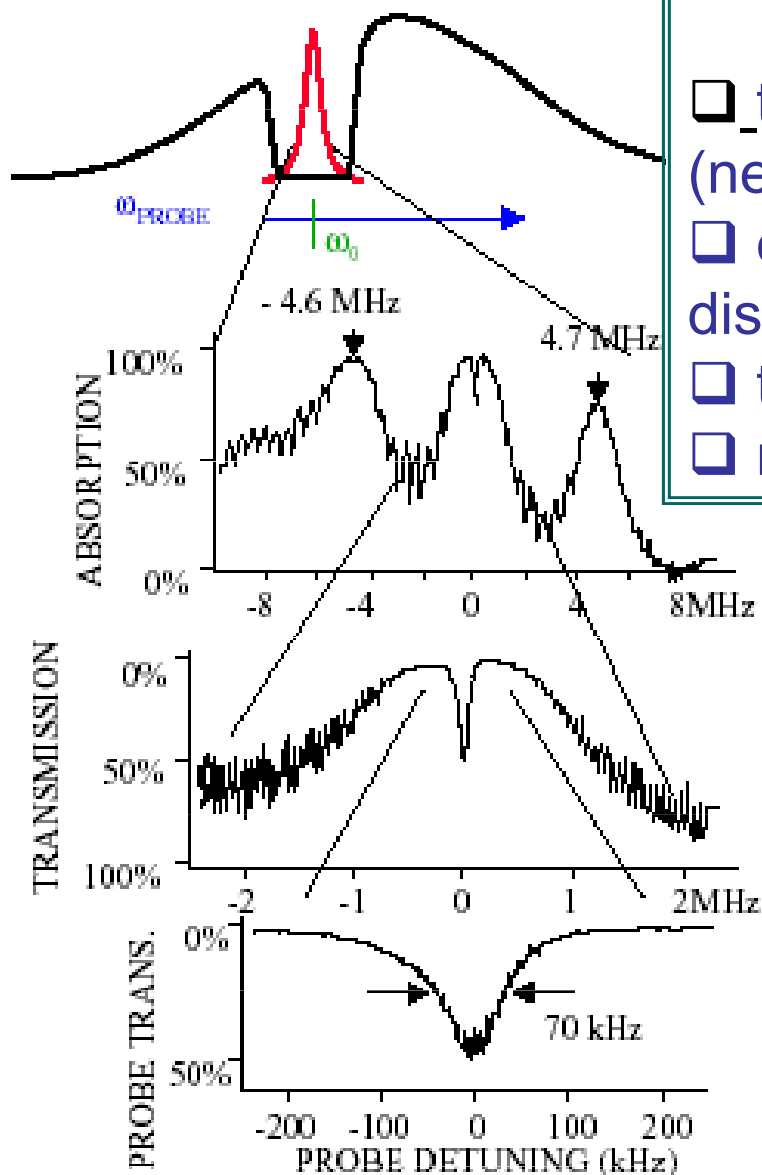 (ne
dis
ω_PROBE
ω_0
- 4.6 MHz
4.7 MHz
ABSORPTION
100%
50%
0%
-8 -4 0 4 8MHz
TRANSMISSION
0%
50%
100%
-2 -1 0 1 2MHz
PROBE TRANS.
0%
70 kHz
50%
-200 -100 0 100 200
PROBE DETUNING (kHz)